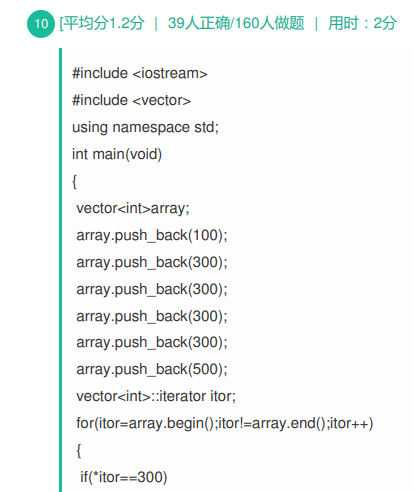 10 [平均分1.2分 | 39人正确/160人做题 | 用时：2分
#include <iostream>
#include <vector>
using namespace std;
int main(void)
{
vector<int>array;
array.push_back(100);
array.push_back(300);
array.push_back(300);
array.push_back(300);
array.push_back(300);
array.push_back(500);
vector<int>::iterator itor;
for(itor=array.begin();itor!=array.end();itor++)
{
if(*itor==300)